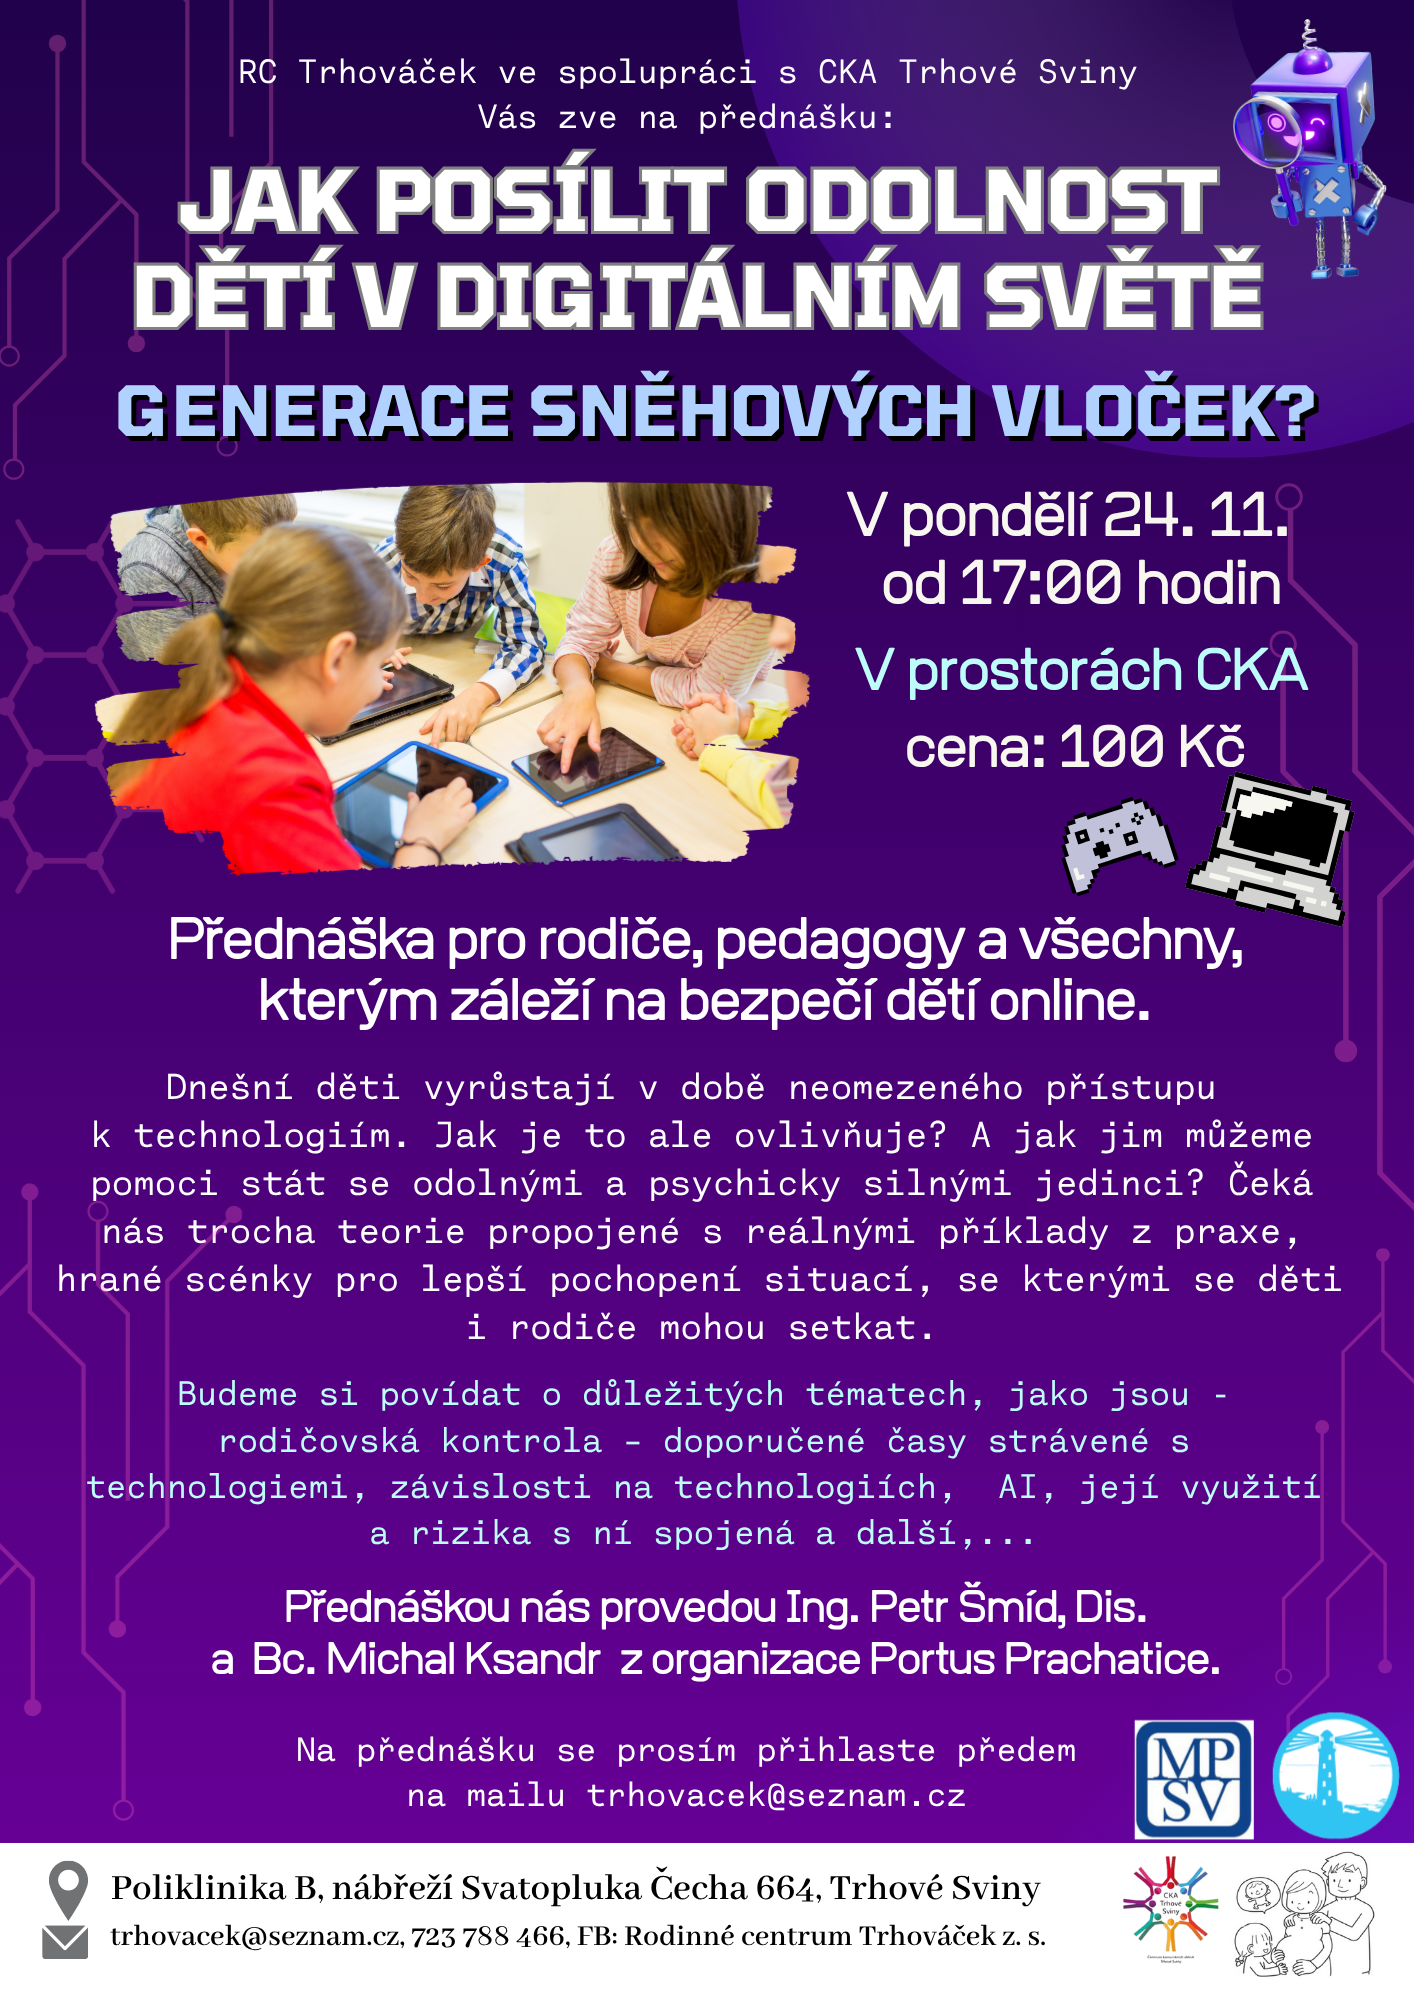 RC Trhováček ve spolupráci s CKA Trhové Sviny
Vás zve na přednášku:
JAK POSÍLIT ODOLNOST
DĚTÍ V DIGITÁLNÍM SVĚTĚ
GENERACE SNĚHOVÝCH VLOČEK?
V pondělí 24. 11.
od 17:00 hodin
V prostorách CKA
cena: 100 Kč
Přednáška pro rodiče, pedagogy a všechny,
kterým záleží na bezpečí dětí online.
Dnešní děti vyrůstají v době neomezeného přístupu
k technologiím. Jak je to ale ovlivňuje? A jak jim můžeme
pomoci stát se odolnými a psychicky silnými jedinci? Čeká
nás trocha teorie propojené s reálnými příklady z praxe,
hrané scénky pro lepší pochopení situací, se kterými se děti
i rodiče mohou setkat.
Budeme si povídat o důležitých tématech, jako jsou -
rodičovská kontrola – doporučené časy strávené s
technologiemi, závislosti na technologiích,  AI, její využití
a rizika s ní spojená a další,...
Přednáškou nás provedou Ing. Petr Šmíd, Dis.
a  Bc. Michal Ksandr  z organizace Portus Prachatice.
Na přednášku se prosím přihlaste předem
na mailu trhovacek@seznam.cz
MP
SV
Poliklinika B, nábřeží Svatopluka Čecha 664, Trhové Sviny
trhovacek@seznam.cz, 723 788 466, FB: Rodinné centrum Trhováček z. s.
CKA
Trhové
Sviny